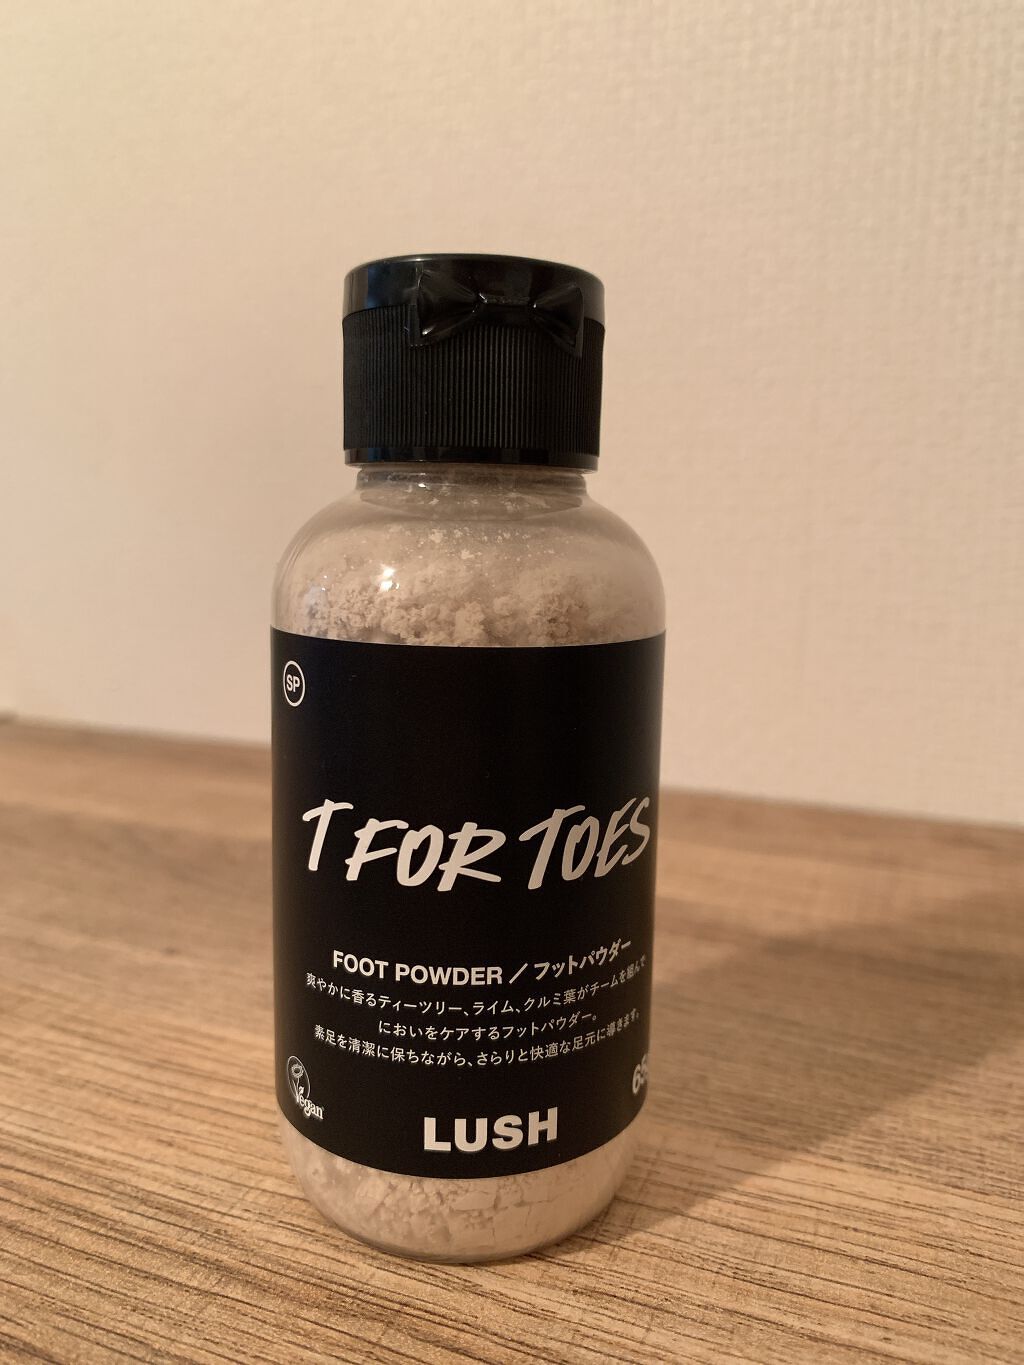 SP
T FOR TOES
FOOT POWDER / フットパウダー
爽やかに香るティーツリー、ライム、クルミ葉がチームを組んで
においをケアするフットパウダー。
素足を清潔に保ちながら、さらりと快適な足元に導きます。
Vegan
LUSH